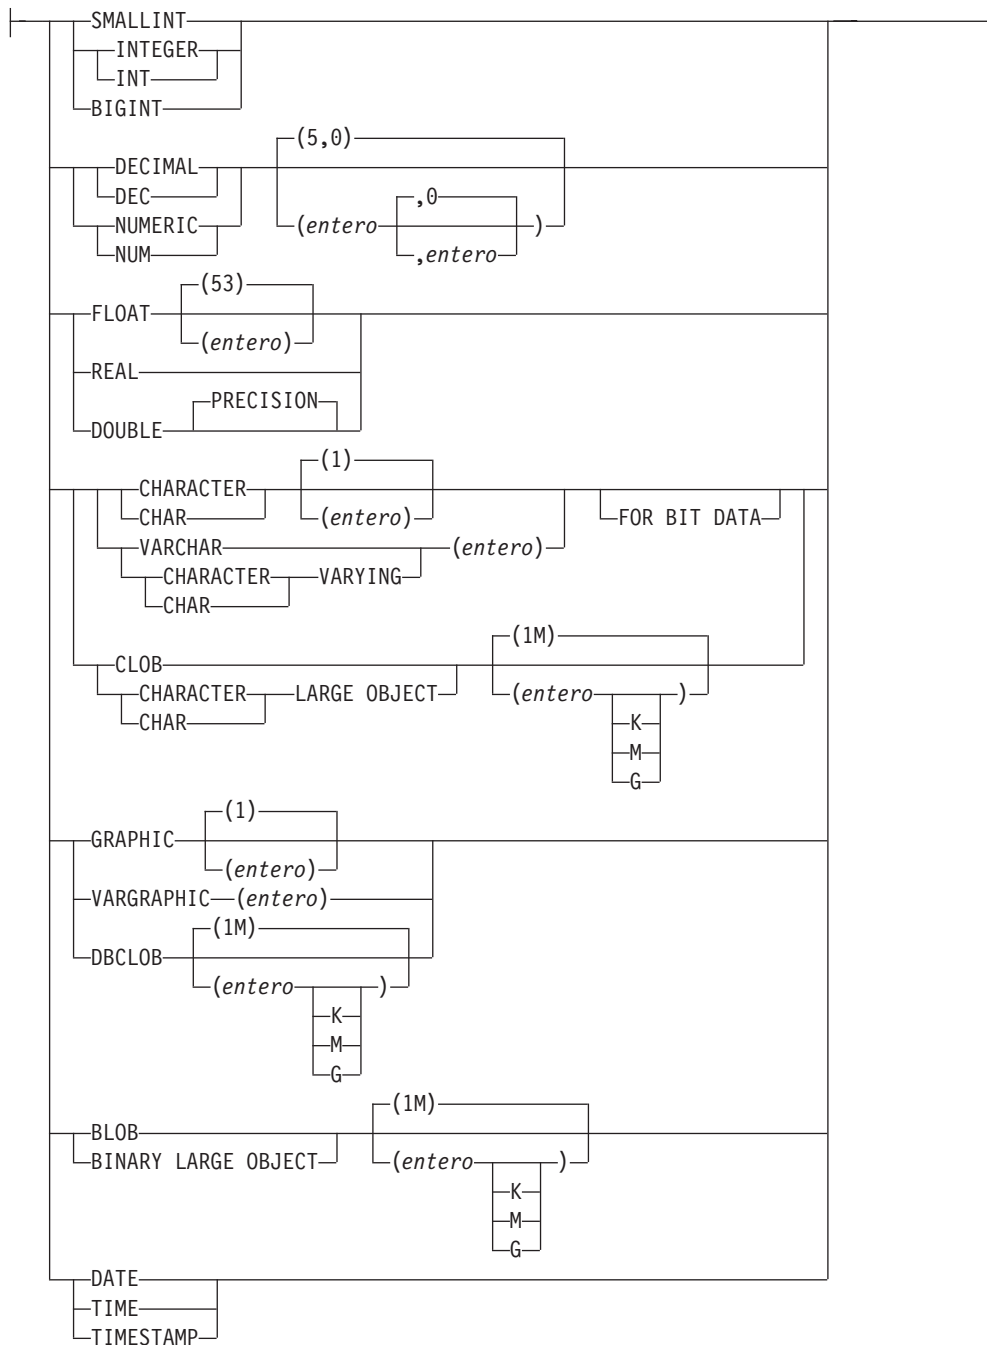 SMALLINT
INTEGER
INT
BIGINT
(5,0)
DECIMAL
DEC
,0
NUMERIC
(entero )
NUM
,entero
(53)
FLOAT
(entero)
REAL
PRECISION
DOUBLE
(1)
CHARACTER
CHAR
(entero)
FOR BIT DATA
VARCHAR
(entero)
CHARACTER
VARYING
CHAR
(1M)
CLOB
CHARACTER
LARGE OBJECT
(entero )
CHAR
K
M
G
(1)
GRAPHIC
(entero)
VARGRAPHIC (entero)
(1M)
DBCLOB
(entero )
K
M
G
(1M)
BLOB
BINARY LARGE OBJECT
(entero )
K
M
G
DATE
TIME
TIMESTAMP